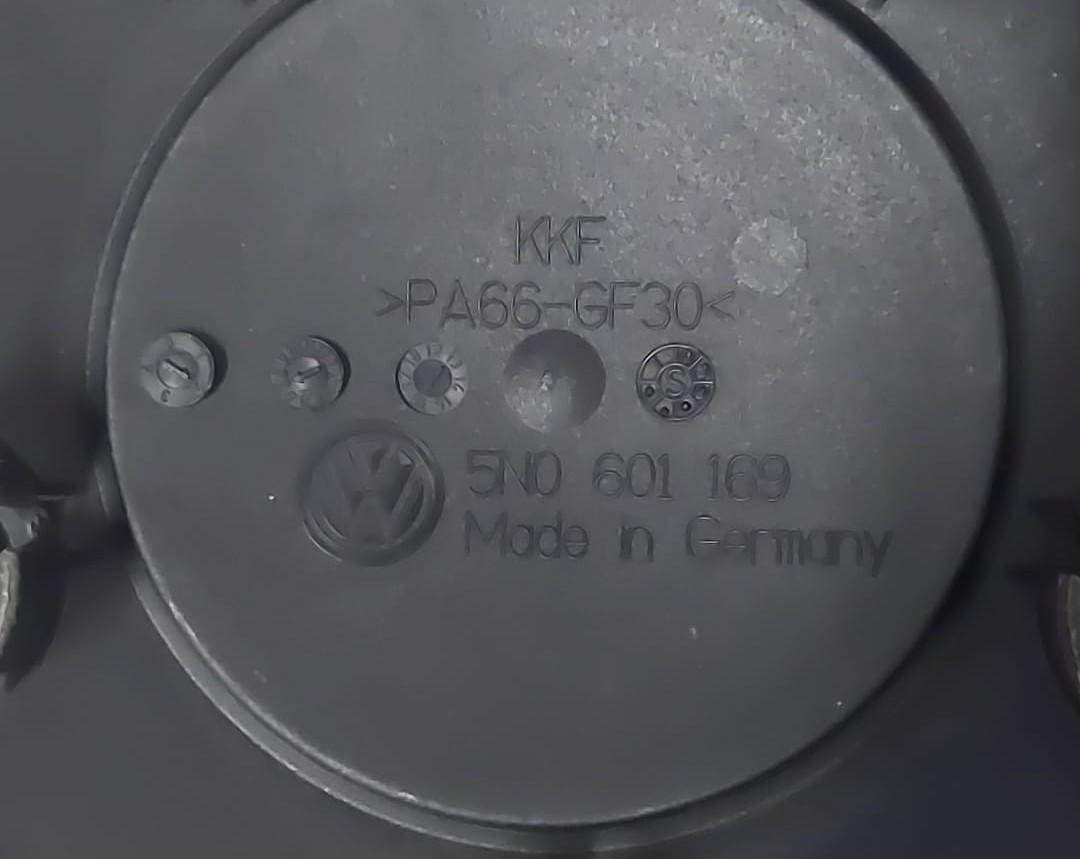 KKF
>PA66-GF30<
S
5N0 601 169
Made in Germany